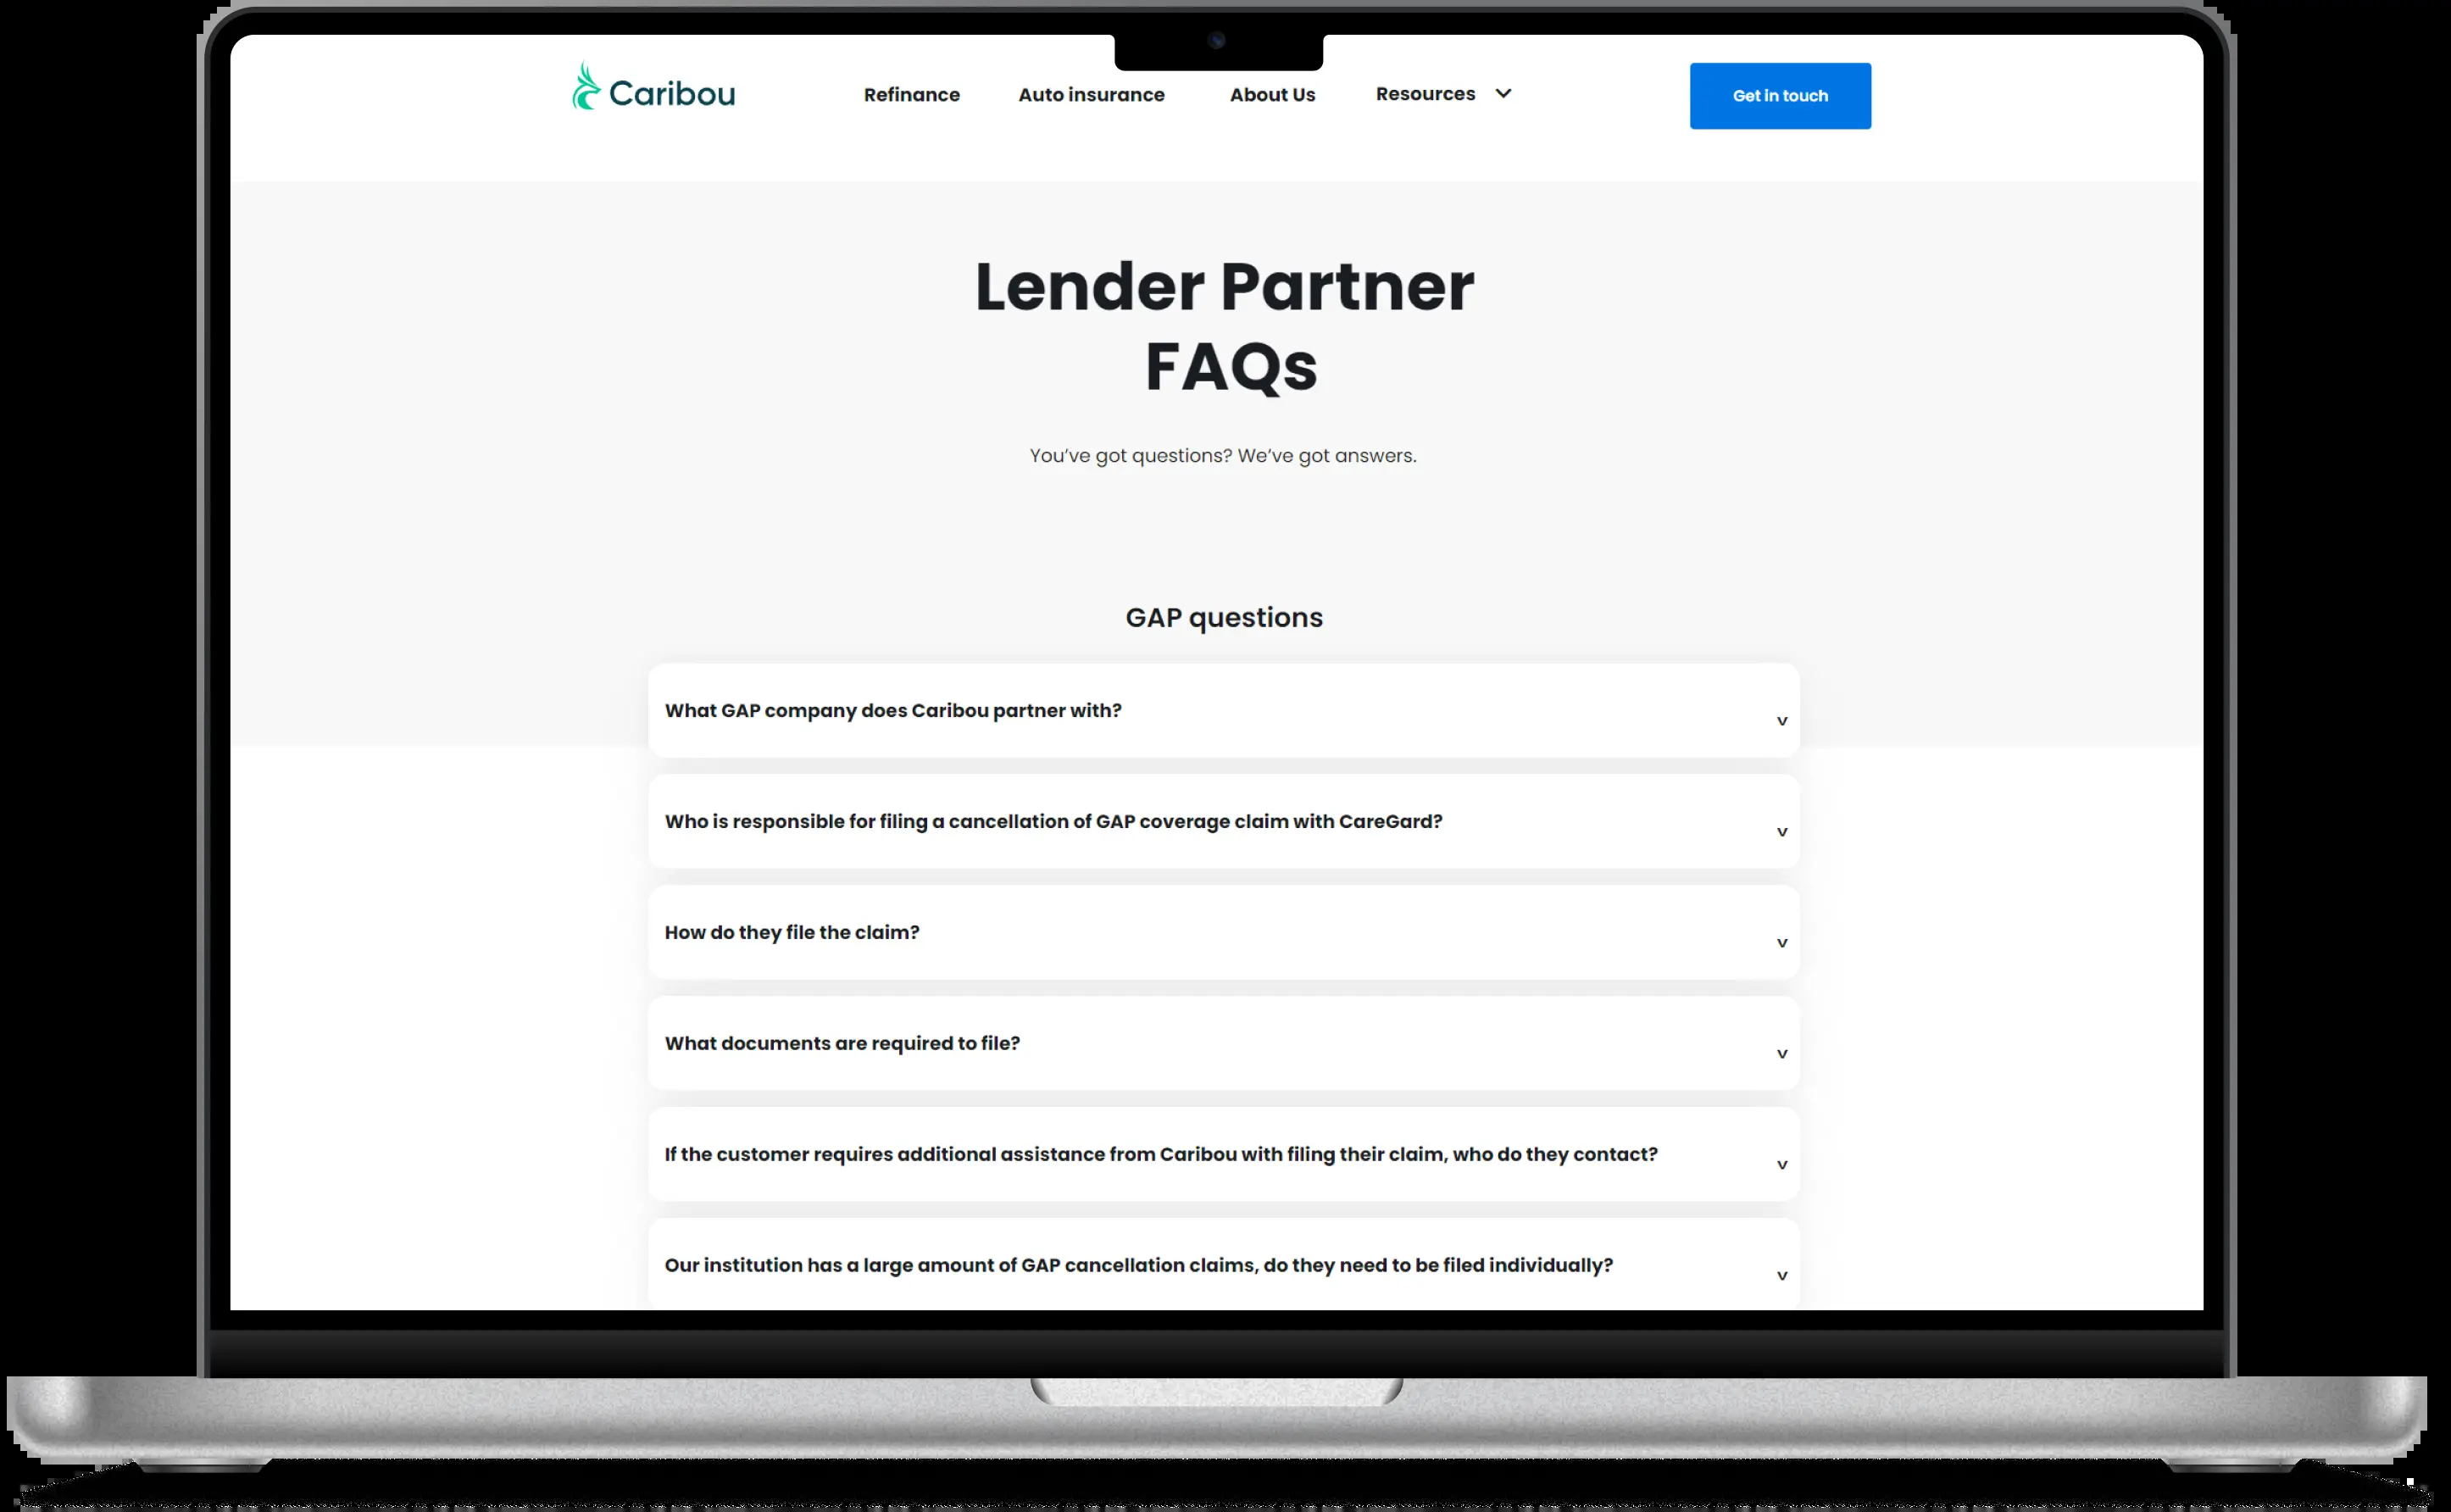 Caribou
Refinance
Auto insurance
About Us
Resources
Get in touch
Lender Partner
FAQs
You’ve got questions? We’ve got answers.
GAP questions
What GAP company does Caribou partner with?
v
Who is responsible for filing a cancellation of GAP coverage claim with CareGard?
v
How do they file the claim?
v
What documents are required to file?
v
If the customer requires additional assistance from Caribou with filing their claim, who do they contact?
v
Our institution has a large amount of GAP cancellation claims, do they need to be filed individually?
v